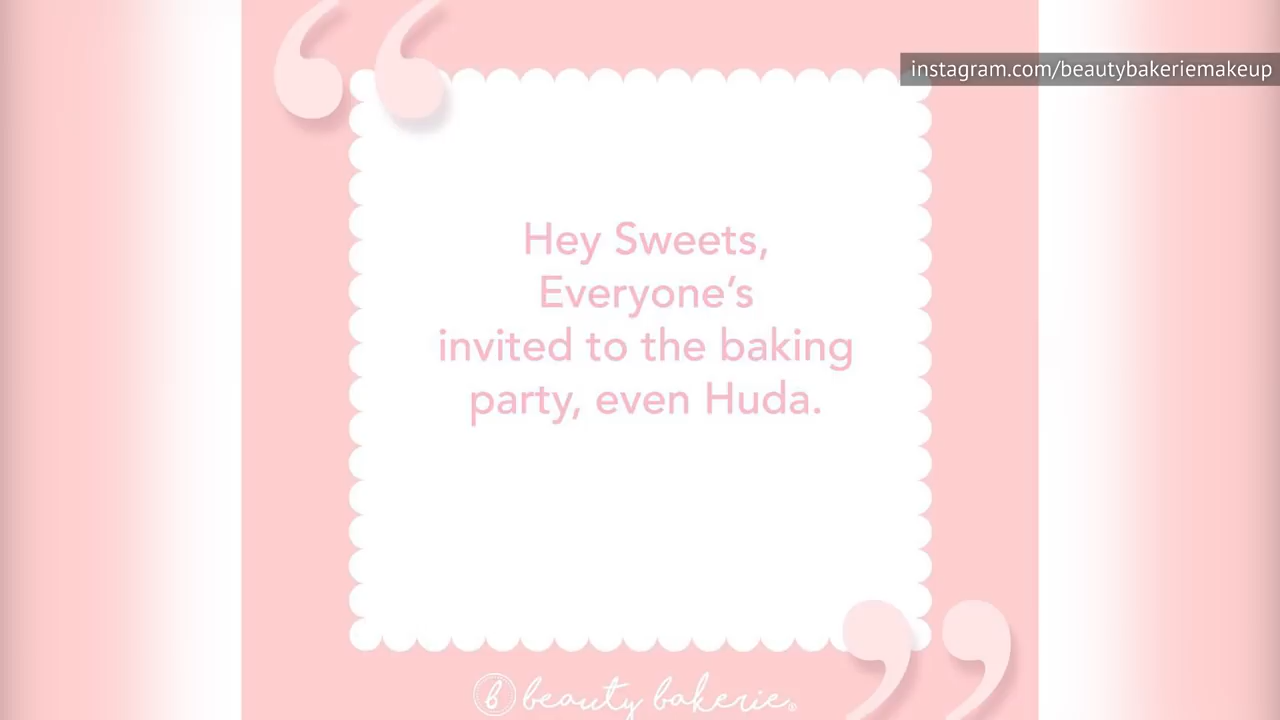 instagram.com/beautybakeriemakeup
Hey Sweets,
Everyone’s
invited to the baking
party, even Huda.
b beauty bakerie®